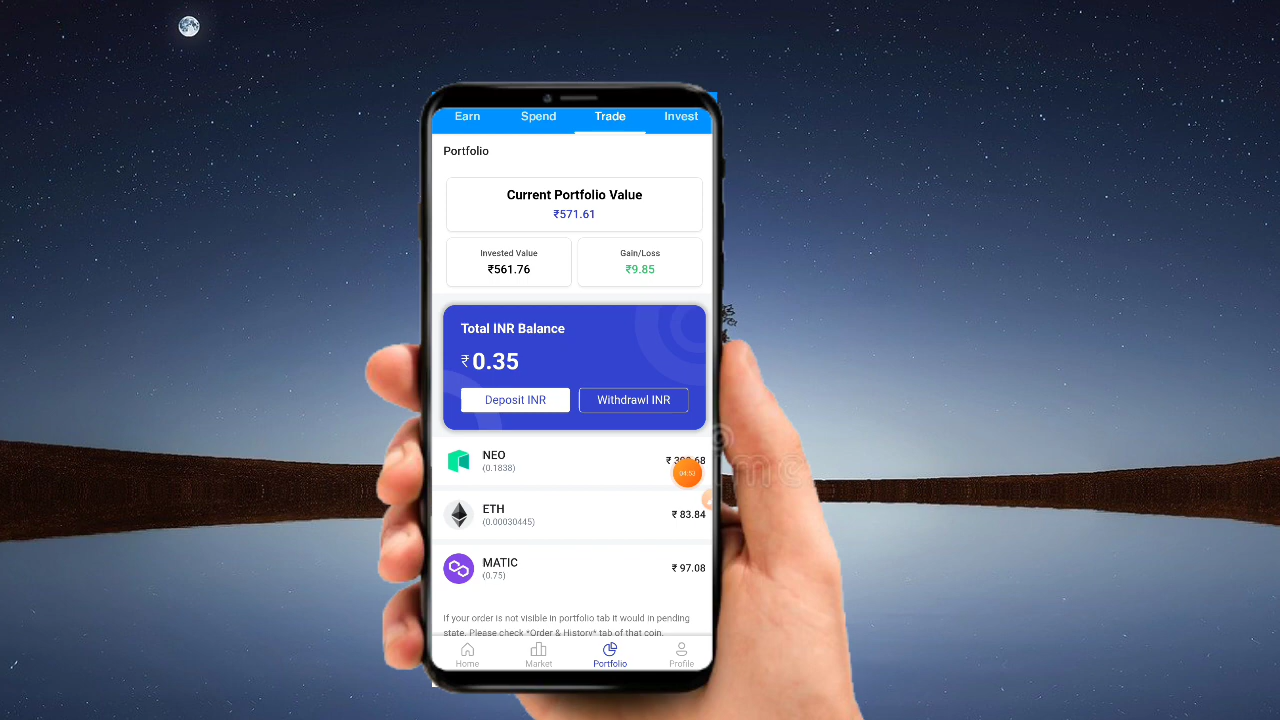 Earn Spend Trade Invest
Portfolio
Current Portfolio Value
₹571.61
Invested Value Gain/Loss
₹561.76 ₹9.85
Total INR Balance
₹ 0.35
Deposit INR Withdrawl INR
NEO
(0.1838)
04:53
ETH
(0.00030445) ₹ 83.84
MATIC
(0.75) ₹ 97.08
If your order is not visible in portfolio tab it would in pending
state. Please check *Order & History* tab of that coin.
Home Market Portfolio Profile